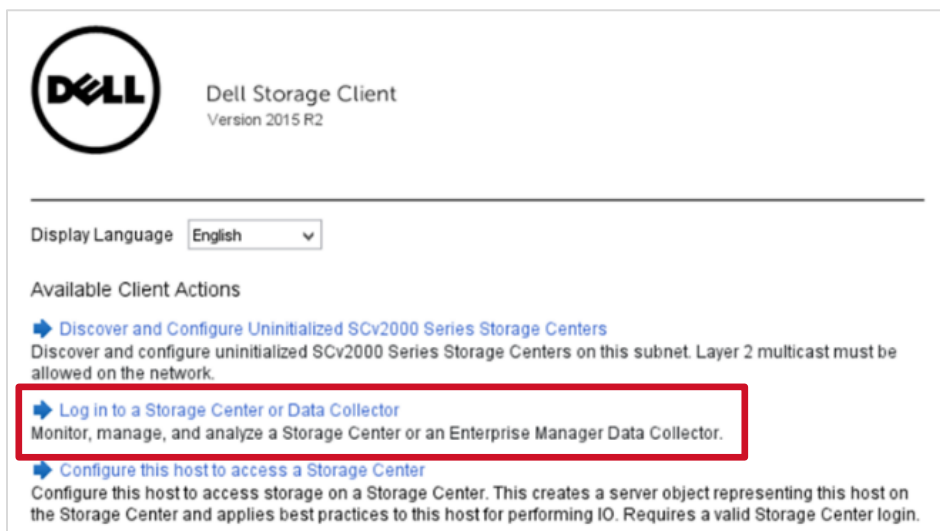 DELL
Dell Storage Client
Version 2015 R2
Display Language English
Available Client Actions
Discover and Configure Uninitialized SCv2000 Series Storage Centers
Discover and configure uninitialized SCv2000 Series Storage Centers on this subnet. Layer 2 multicast must be
allowed on the network.
Log in to a Storage Center or Data Collector
Monitor, manage, and analyze a Storage Center or an Enterprise Manager Data Collector.
Configure this host to access a Storage Center
Configure this host to access storage on a Storage Center. This creates a server object representing this host on
the Storage Center and applies best practices to this host for performing IO. Requires a valid Storage Center login.